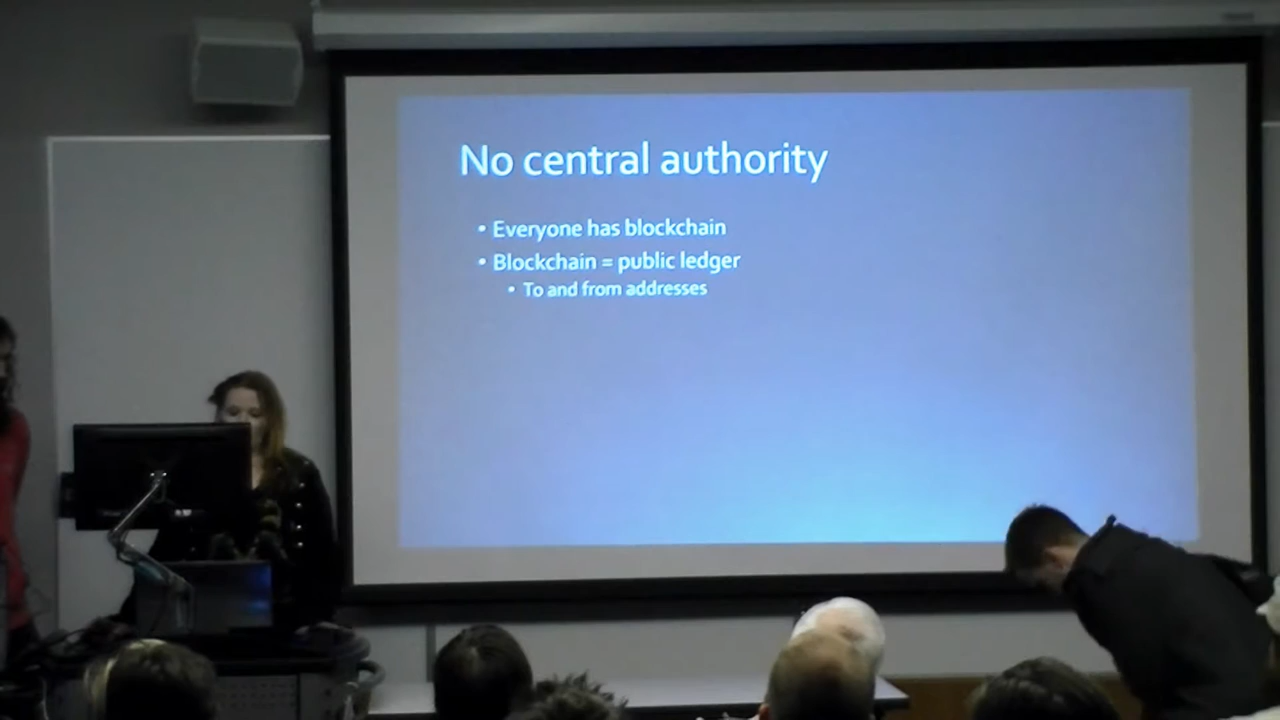 No central authority
• Everyone has blockchain
• Blockchain = public ledger
• To and from addresses